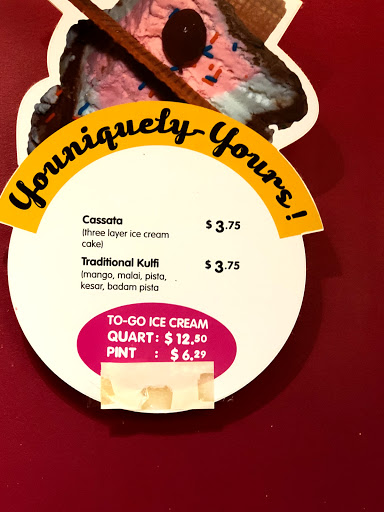 Youniquely Yours!
Cassata $3.75
(three layer ice cream
cake)
Traditional Kulfi $3.75
(mango, malai, pista,
kesar, badam pista
TO-GO ICE CREAM
QUART: $12.50
PINT : $6.29